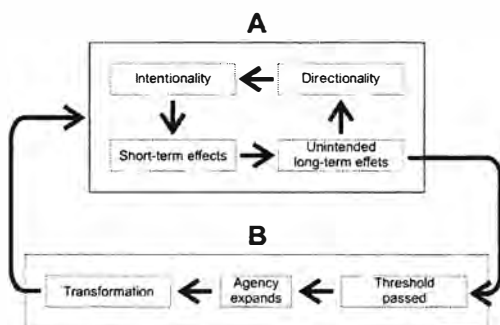 A
Intentionality
Directionality
Short-term effects
Unintended
long-term effets
B
Transformation
Agency
expands
Threshold
passed